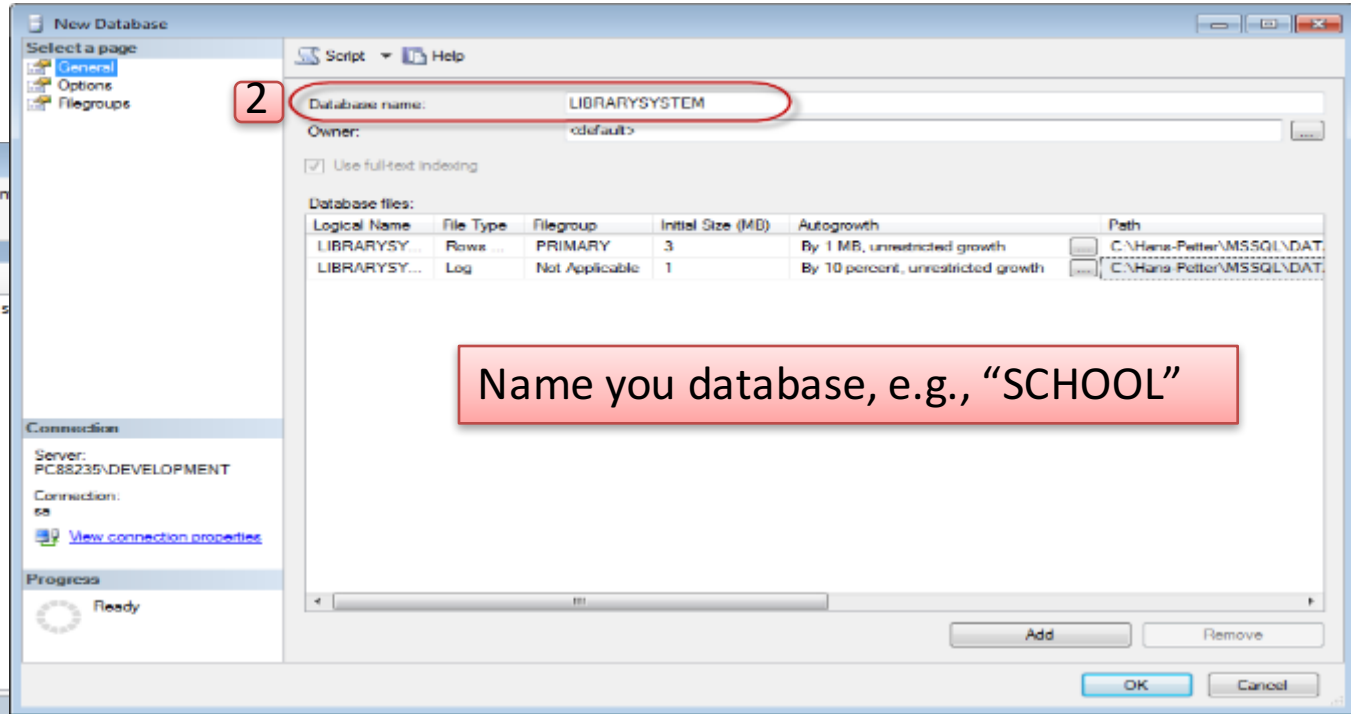 New Database
Select a page
General
Options
Filegroups
Script Help
2
Database name: LIBRARYSYSTEM
Owner: <default> ...
Use full-text indexing
Database files:
Logical Name File Type Filegroup Initial Size (MB) Autogrowth Path
LIBRARYSY... Rows ... PRIMARY 3 By 1 MB, unrestricted growth ... C:\Hans-Petter\MSSQL\DAT.
LIBRARYSY... Log Not Applicable 1 By 10 percent, unrestricted growth ... C:\Hans-Petter\MSSQL\DAT.
Name you database, e.g., “SCHOOL”
Connection
Server:
PC88235\DEVELOPMENT
Connection:
sa
View connection properties
Progress
Ready
Add Remove
OK Cancel